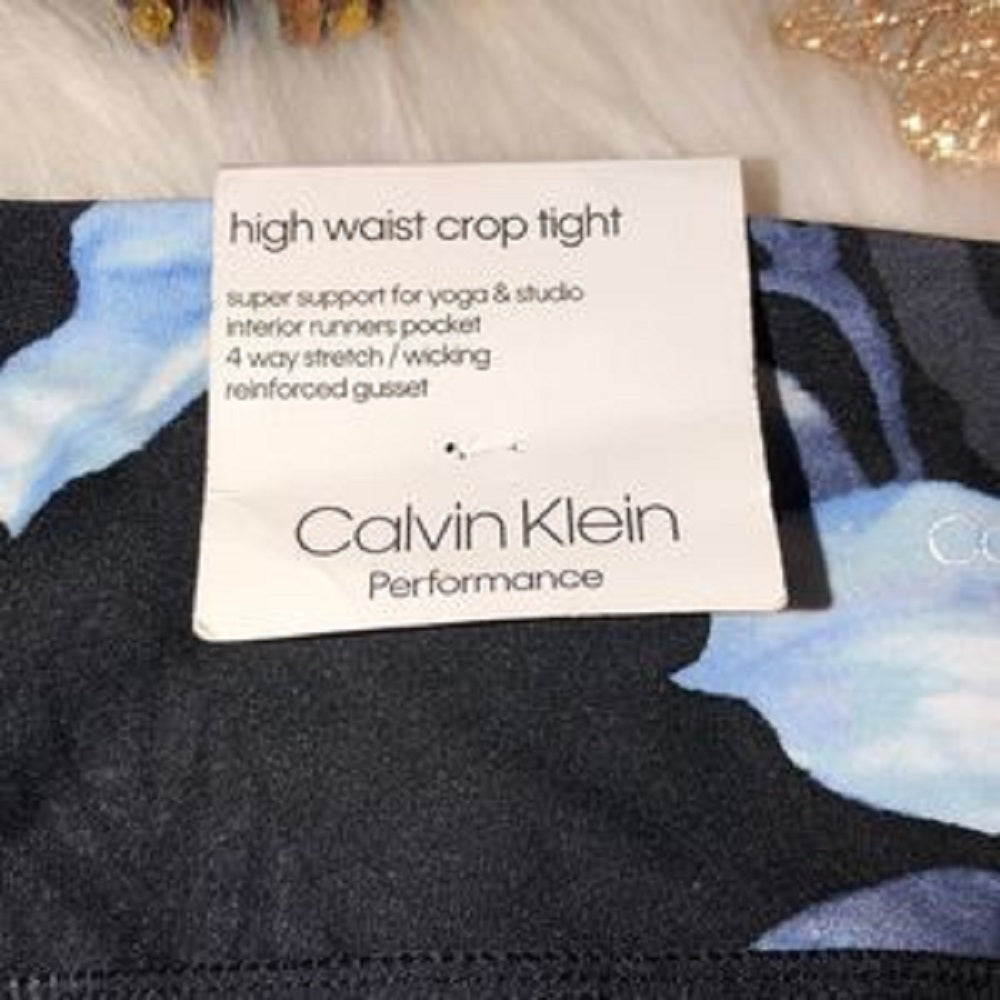 high waist crop tight
super support for yoga & studio
interior runners pocket
4 way stretch / wicking
reinforced gusset
Calvin Klein
Performance